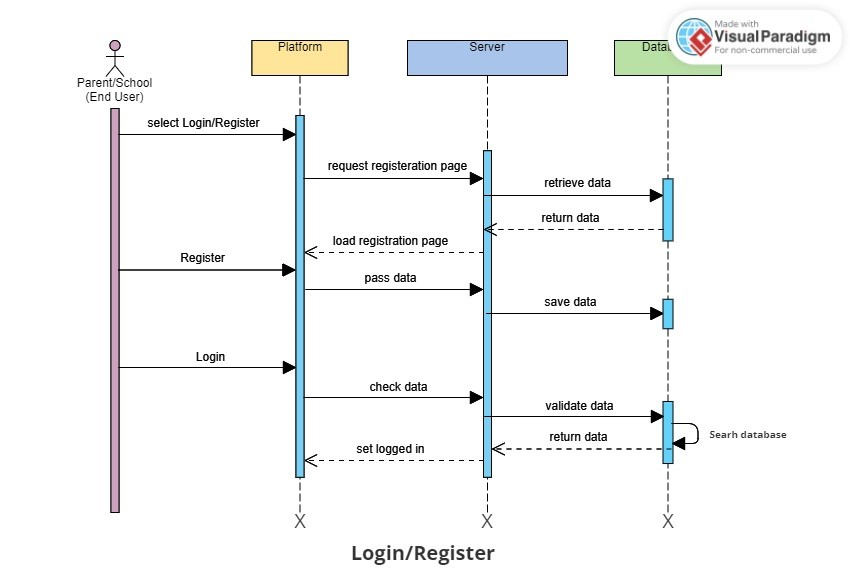 Made with
Visual Paradigm
For non-commercial use
Platform
Server
Parent/School
(End User)
select Login/Register
request registeration page
retrieve data
return data
load registration page
Register
pass data
save data
Login
check data
validate data
Searh database
return data
set logged in
X
X
X
Login/Register